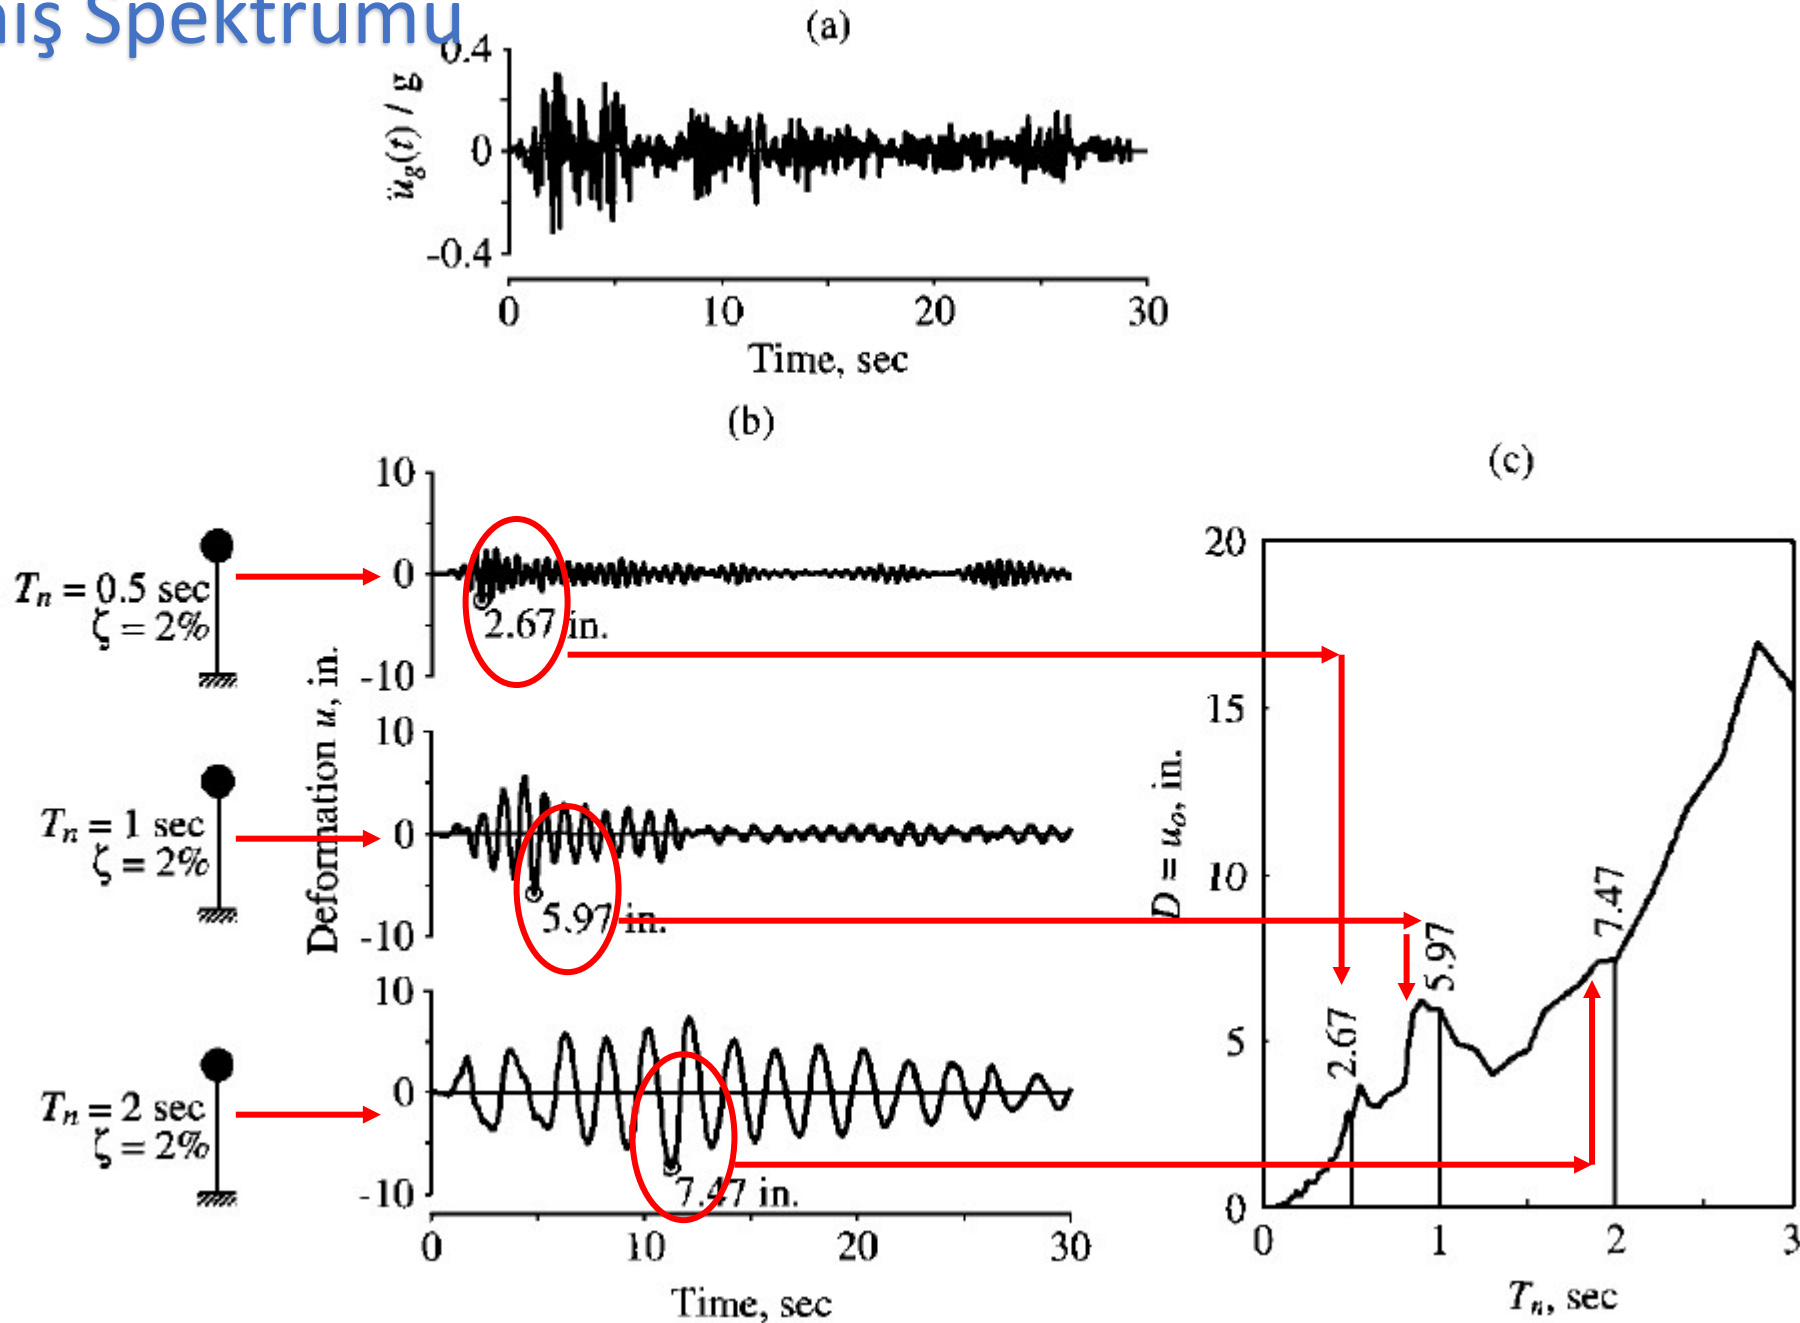 Spektrumu
(a)
0.4
0
-0.4
üg(t) / g
0
10
20
30
Time, sec
(b)
Tn = 0.5 sec
ζ = 2%
Tn = 1 sec
ζ = 2%
Tn = 2 sec
ζ = 2%
Deformation u, in.
10
0
-10
2.67 in.
10
0
-10
5.97 in.
10
0
-10
7.47 in.
0
10
20
30
Time, sec
(c)
D = uo, in.
20
15
10
5
0
2.67
5.97
7.47
0
1
2
3
Tn, sec